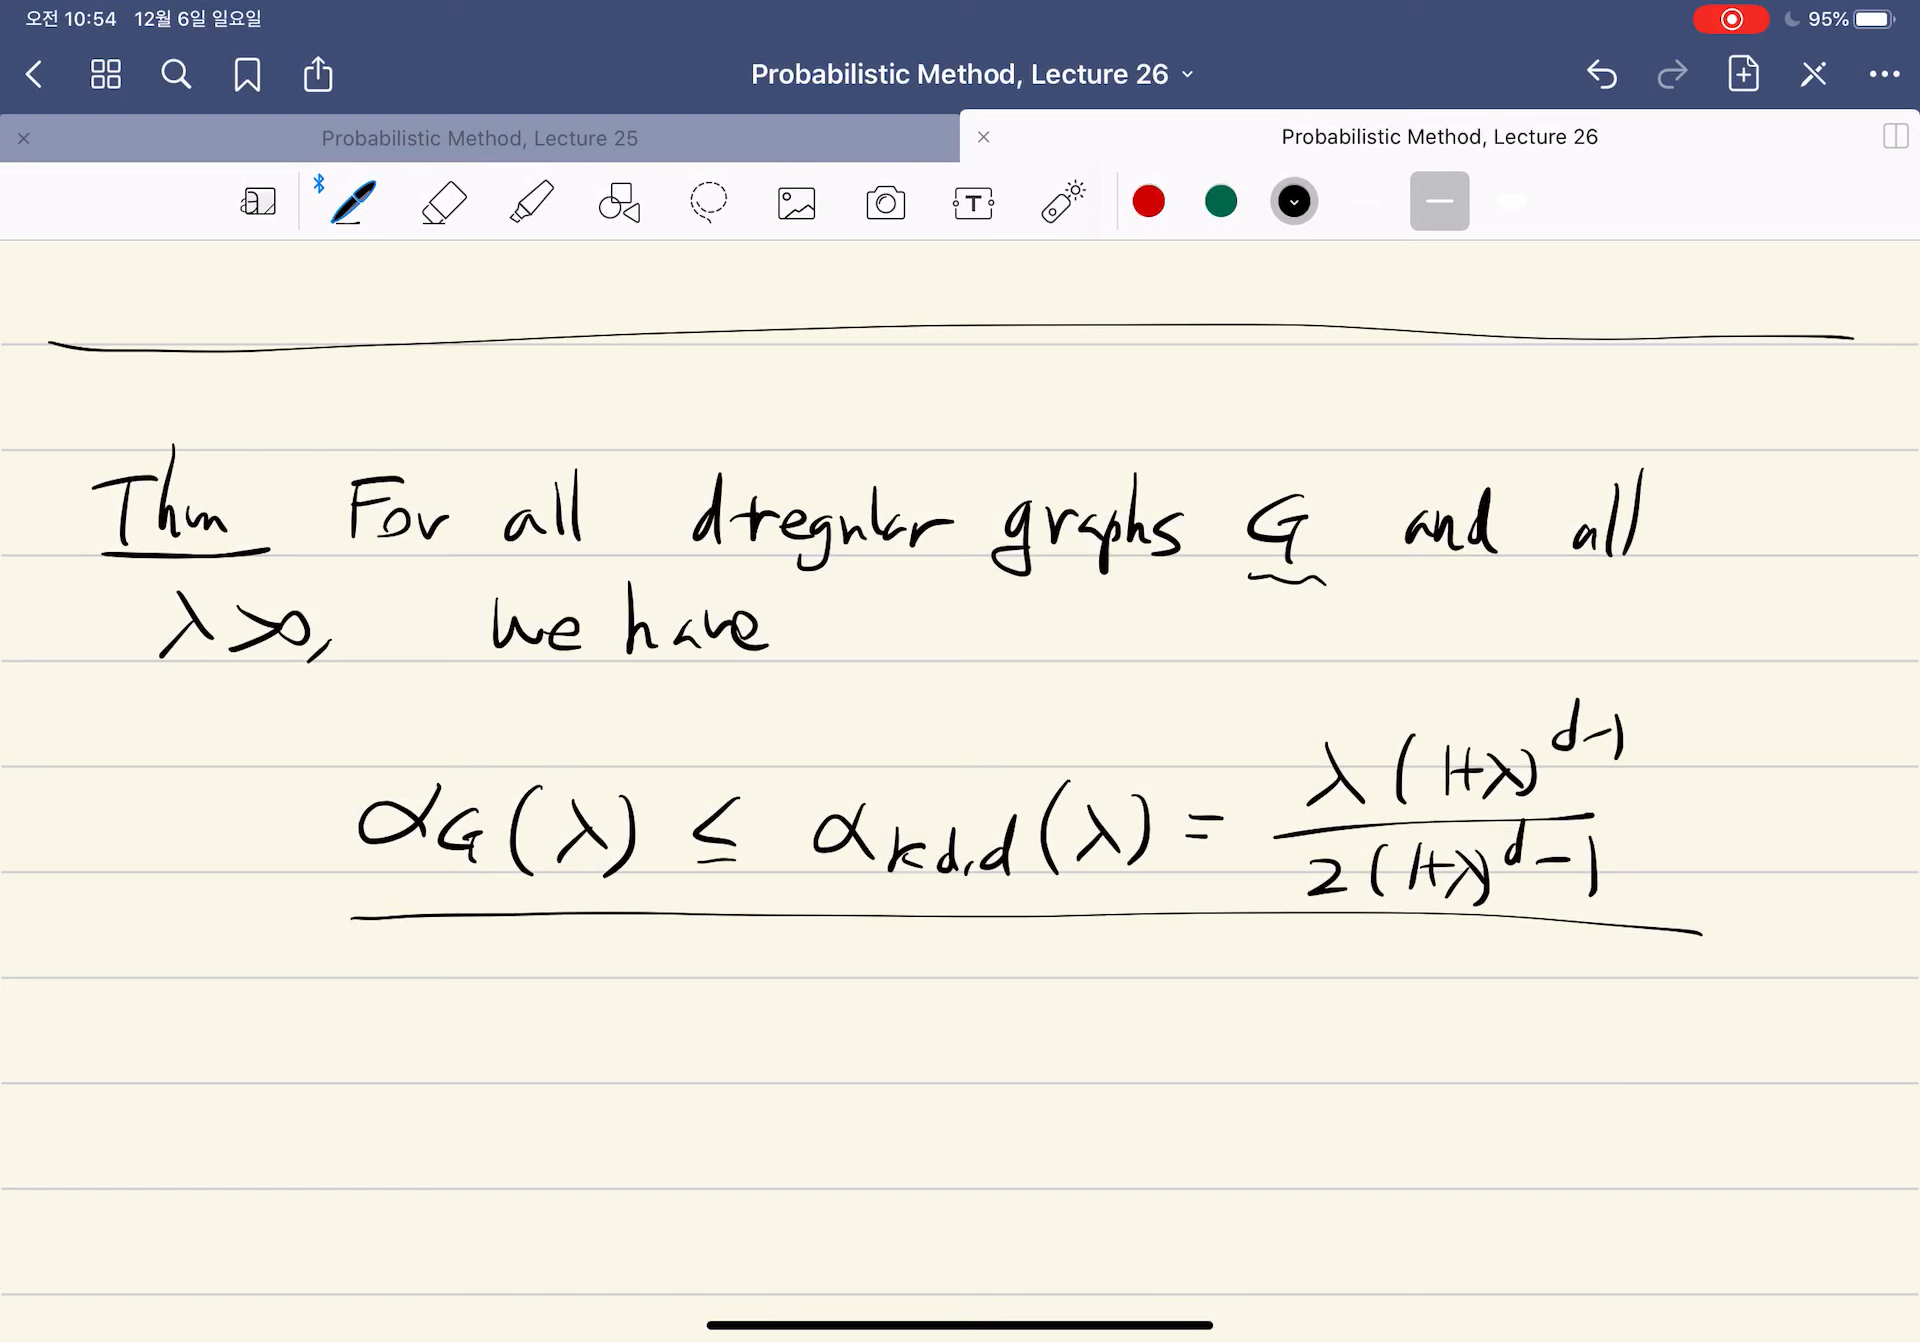 오전 10:54 12월 6일 일요일
95%
Probabilistic Method, Lecture 26
Probabilistic Method, Lecture 25
Probabilistic Method, Lecture 26
a
T
Thm For all d-regular graphs G and all
λ>0, we have
α_G(λ) ≤ α_{K_{d,d}}(λ) = \frac{λ(1+λ)^{d-1}}{2(1+λ)^d-1}